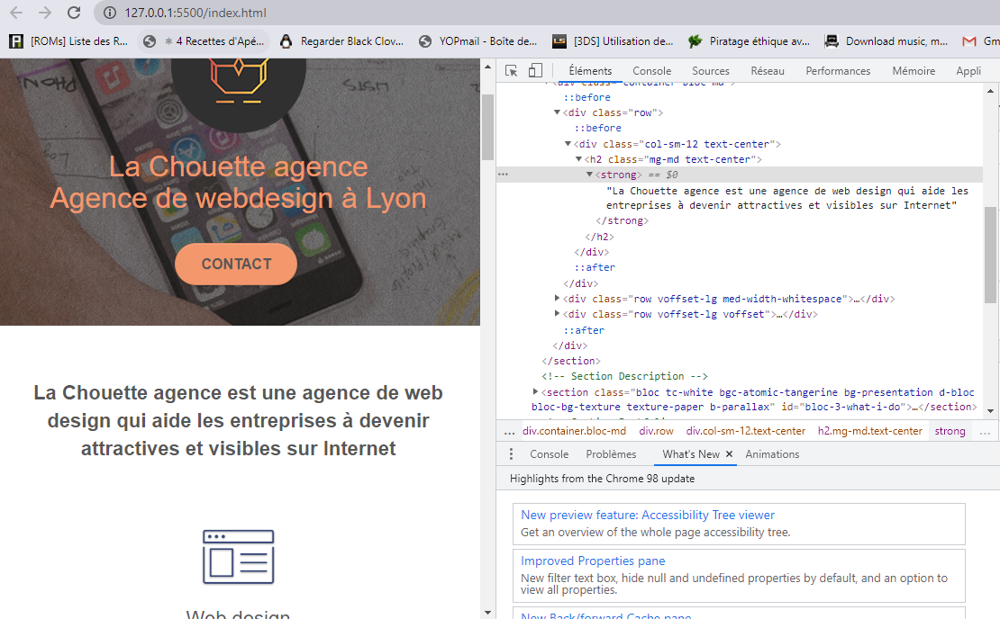 127.0.0.1:5500/index.html
[ROMs] Liste des R...
4 Recettes d'Apé...
Regarder Black Clov...
YOPmail - Boîte de...
[3DS] Utilisation de...
Piratage éthique av...
Download music, m...
Gm
La Chouette agence
Agence de webdesign à Lyon
CONTACT
La Chouette agence est une agence de web
design qui aide les entreprises à devenir
attractives et visibles sur Internet
Web design
Éléments Console Sources Réseau Performances Mémoire Appli
<div class="container bloc-md">
::before
<div class="row">
::before
<div class="col-sm-12 text-center">
<h2 class="mg-md text-center">
<strong> == $0
"La Chouette agence est une agence de web design qui aide les
entreprises à devenir attractives et visibles sur Internet"
</strong>
</h2>
</div>
::after
</div>
<div class="row voffset-lg med-width-whitespace">…</div>
<div class="row voffset-lg voffset">…</div>
::after
</div>
</section>
<!-- Section Description -->
<section class="bloc tc-white bgc-atomic-tangerine bg-presentation d-bloc
bloc-bg-texture texture-paper b-parallax" id="bloc-3-what-i-do">…</section>
... div.container.bloc-md div.row div.col-sm-12.text-center h2.mg-md.text-center strong ...
Console Problèmes What's New × Animations
Highlights from the Chrome 98 update
New preview feature: Accessibility Tree viewer
Get an overview of the whole page accessibility tree.
Improved Properties pane
New filter text box, hide null and undefined properties by default, and an option to
view all properties.
New Back/forward Cache pane